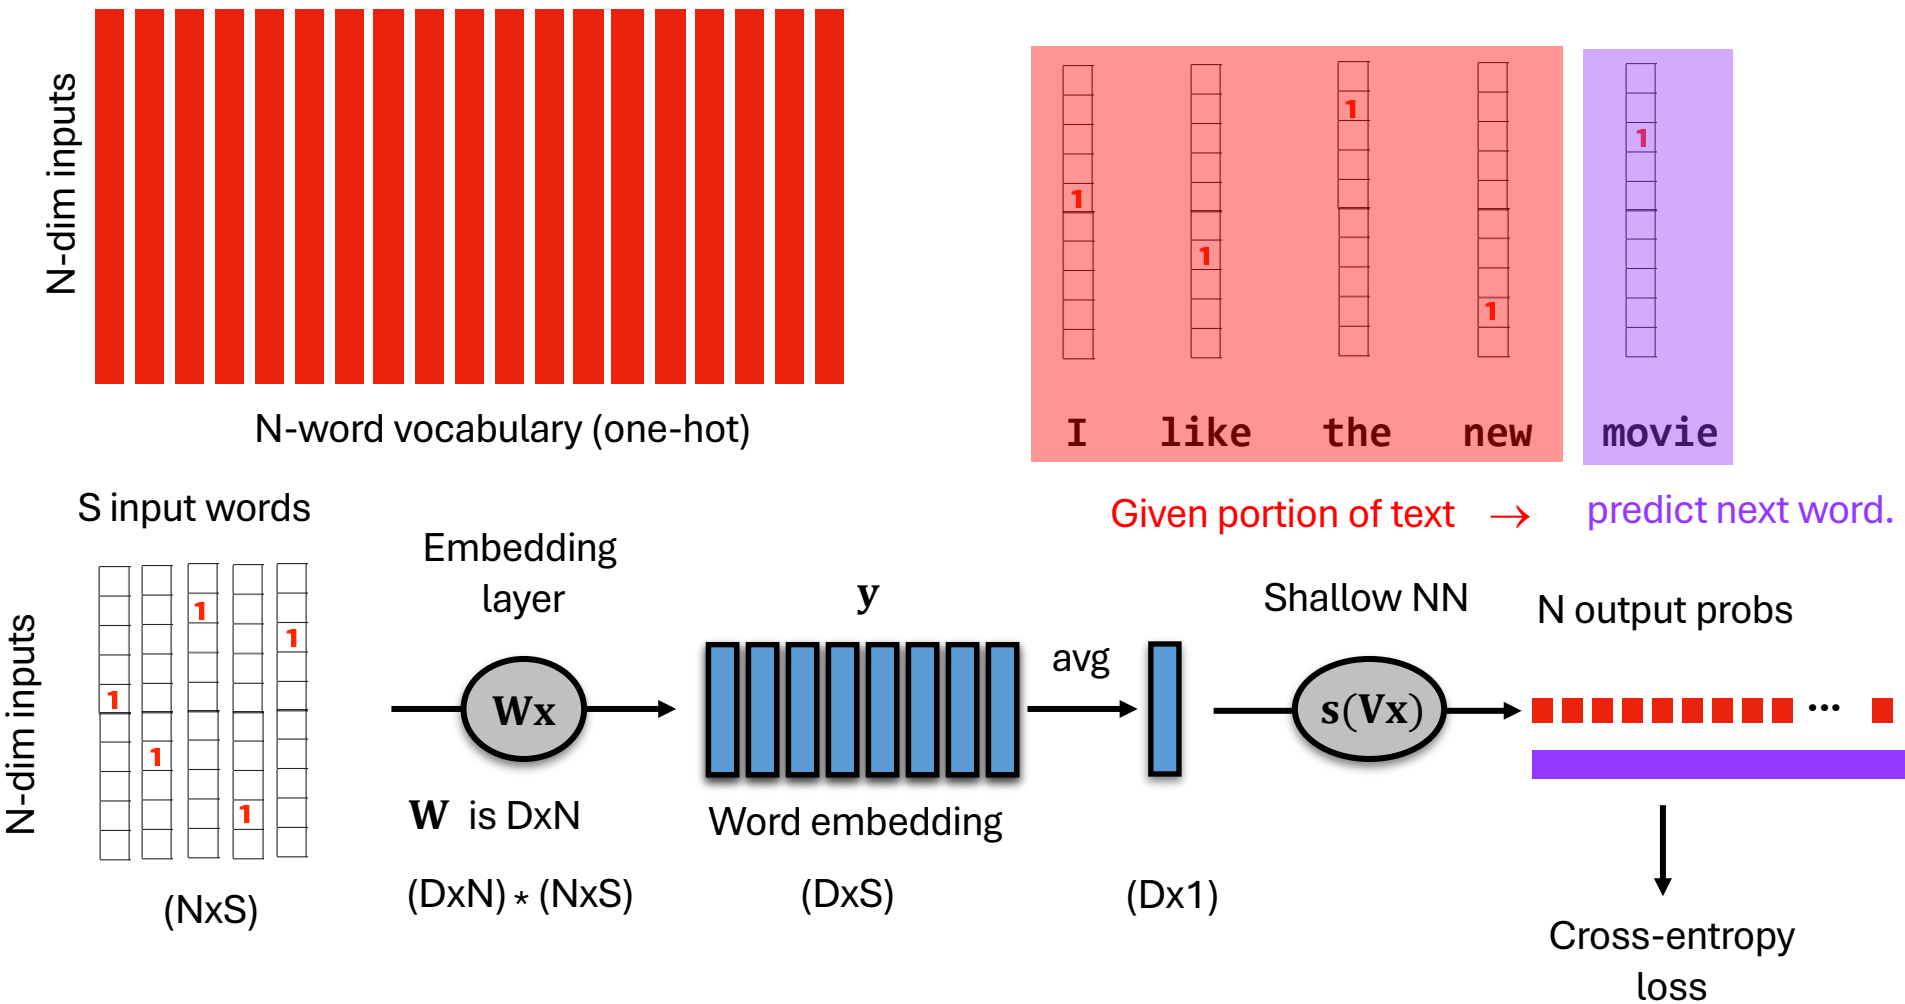 N-dim inputs
N-word vocabulary (one-hot)
1
1
1
1
1
I like the new movie
Given portion of text → predict next word.
S input words
N-dim inputs
1
1
1
1
1
(NxS)
Embedding
layer
Wx
W is DxN
(DxN) * (NxS)
y
Word embedding
(DxS)
avg
(Dx1)
Shallow NN
s(Vx)
N output probs
...
Cross-entropy
loss